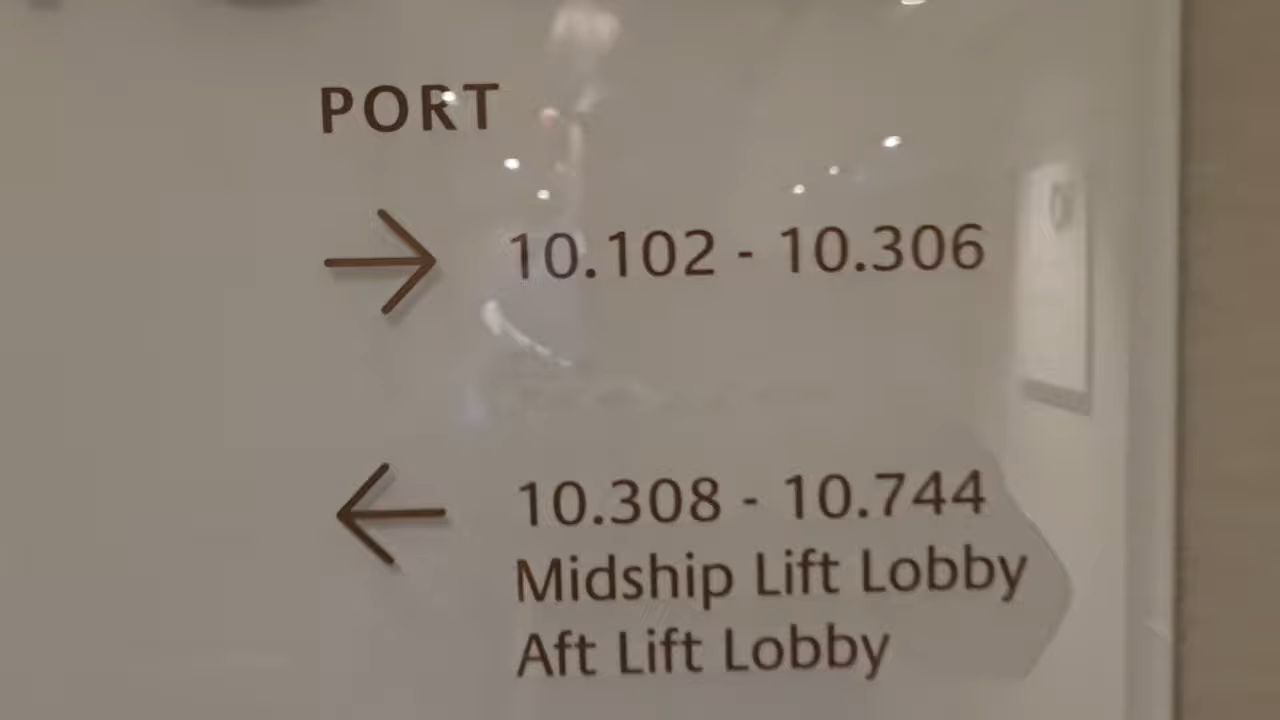 PORT
10.102 - 10.306
10.308 - 10.744
Midship Lift Lobby
Aft Lift Lobby